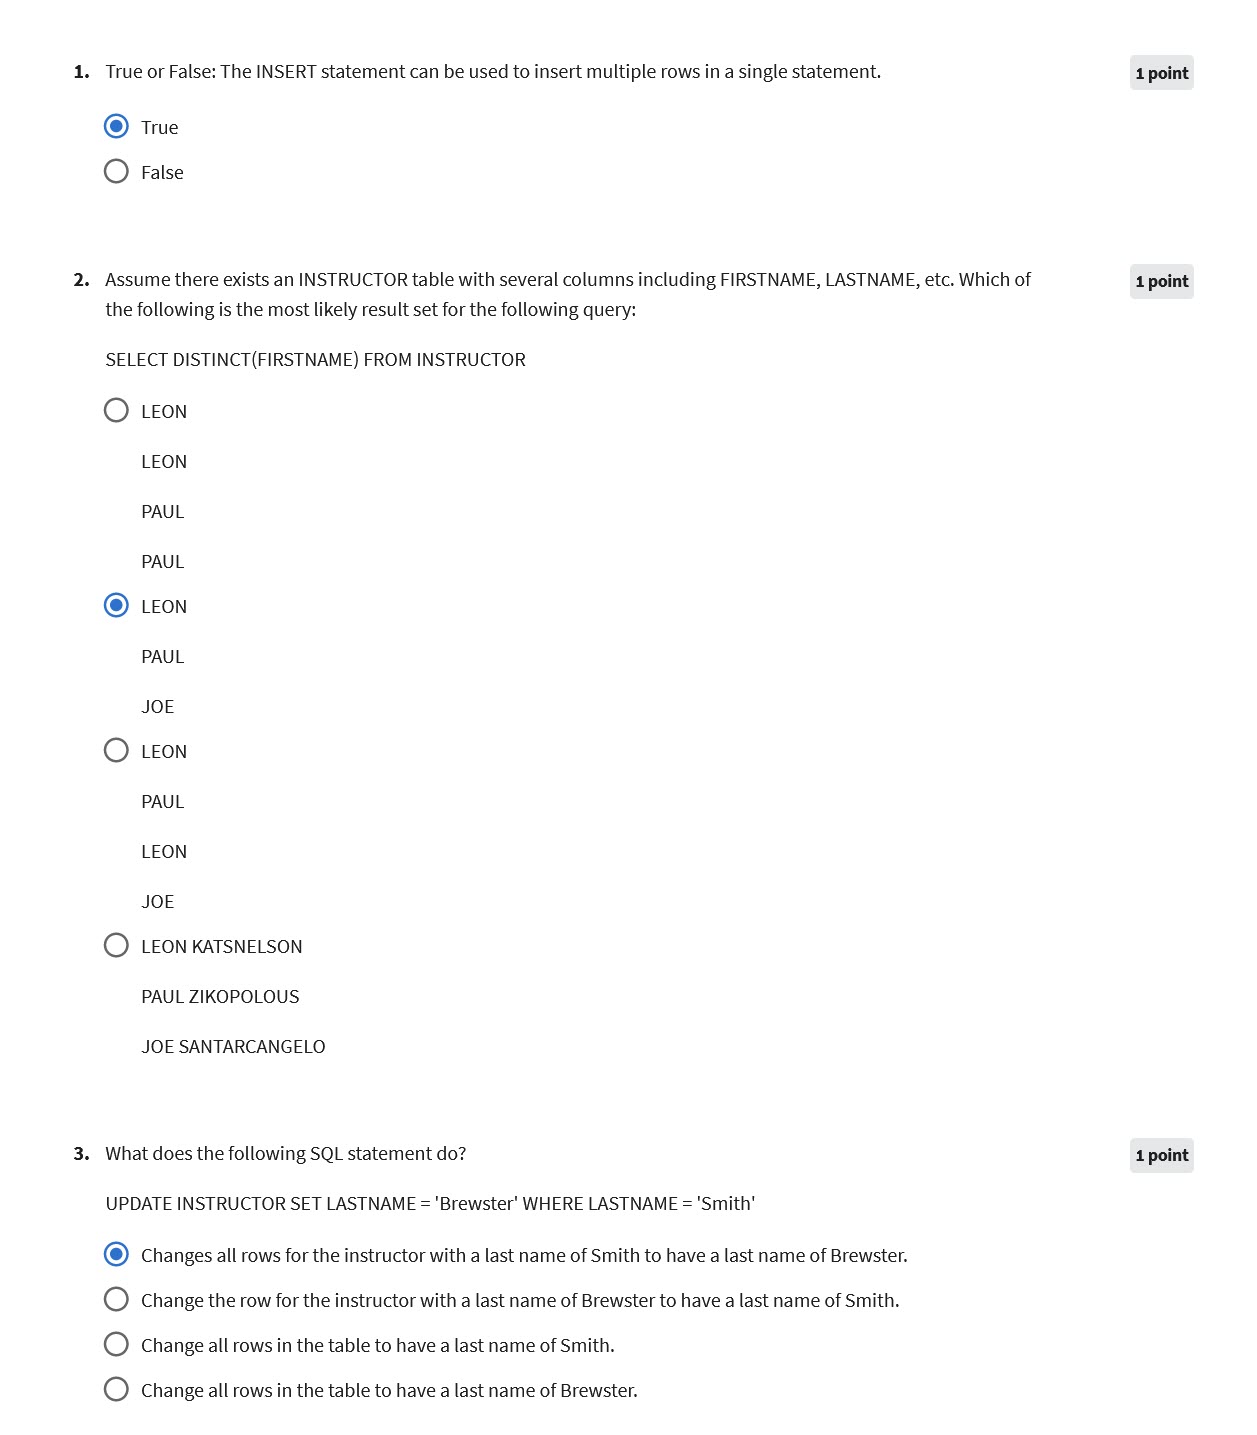 1. True or False: The INSERT statement can be used to insert multiple rows in a single statement. 1 point
True
False
2. Assume there exists an INSTRUCTOR table with several columns including FIRSTNAME, LASTNAME, etc. Which of 1 point
the following is the most likely result set for the following query:
SELECT DISTINCT(FIRSTNAME) FROM INSTRUCTOR
LEON
LEON
PAUL
PAUL
LEON
PAUL
JOE
LEON
PAUL
LEON
JOE
LEON KATSNELSON
PAUL ZIKOPOLOUS
JOE SANTARCANGELO
3. What does the following SQL statement do? 1 point
UPDATE INSTRUCTOR SET LASTNAME = 'Brewster' WHERE LASTNAME = 'Smith'
Changes all rows for the instructor with a last name of Smith to have a last name of Brewster.
Change the row for the instructor with a last name of Brewster to have a last name of Smith.
Change all rows in the table to have a last name of Smith.
Change all rows in the table to have a last name of Brewster.